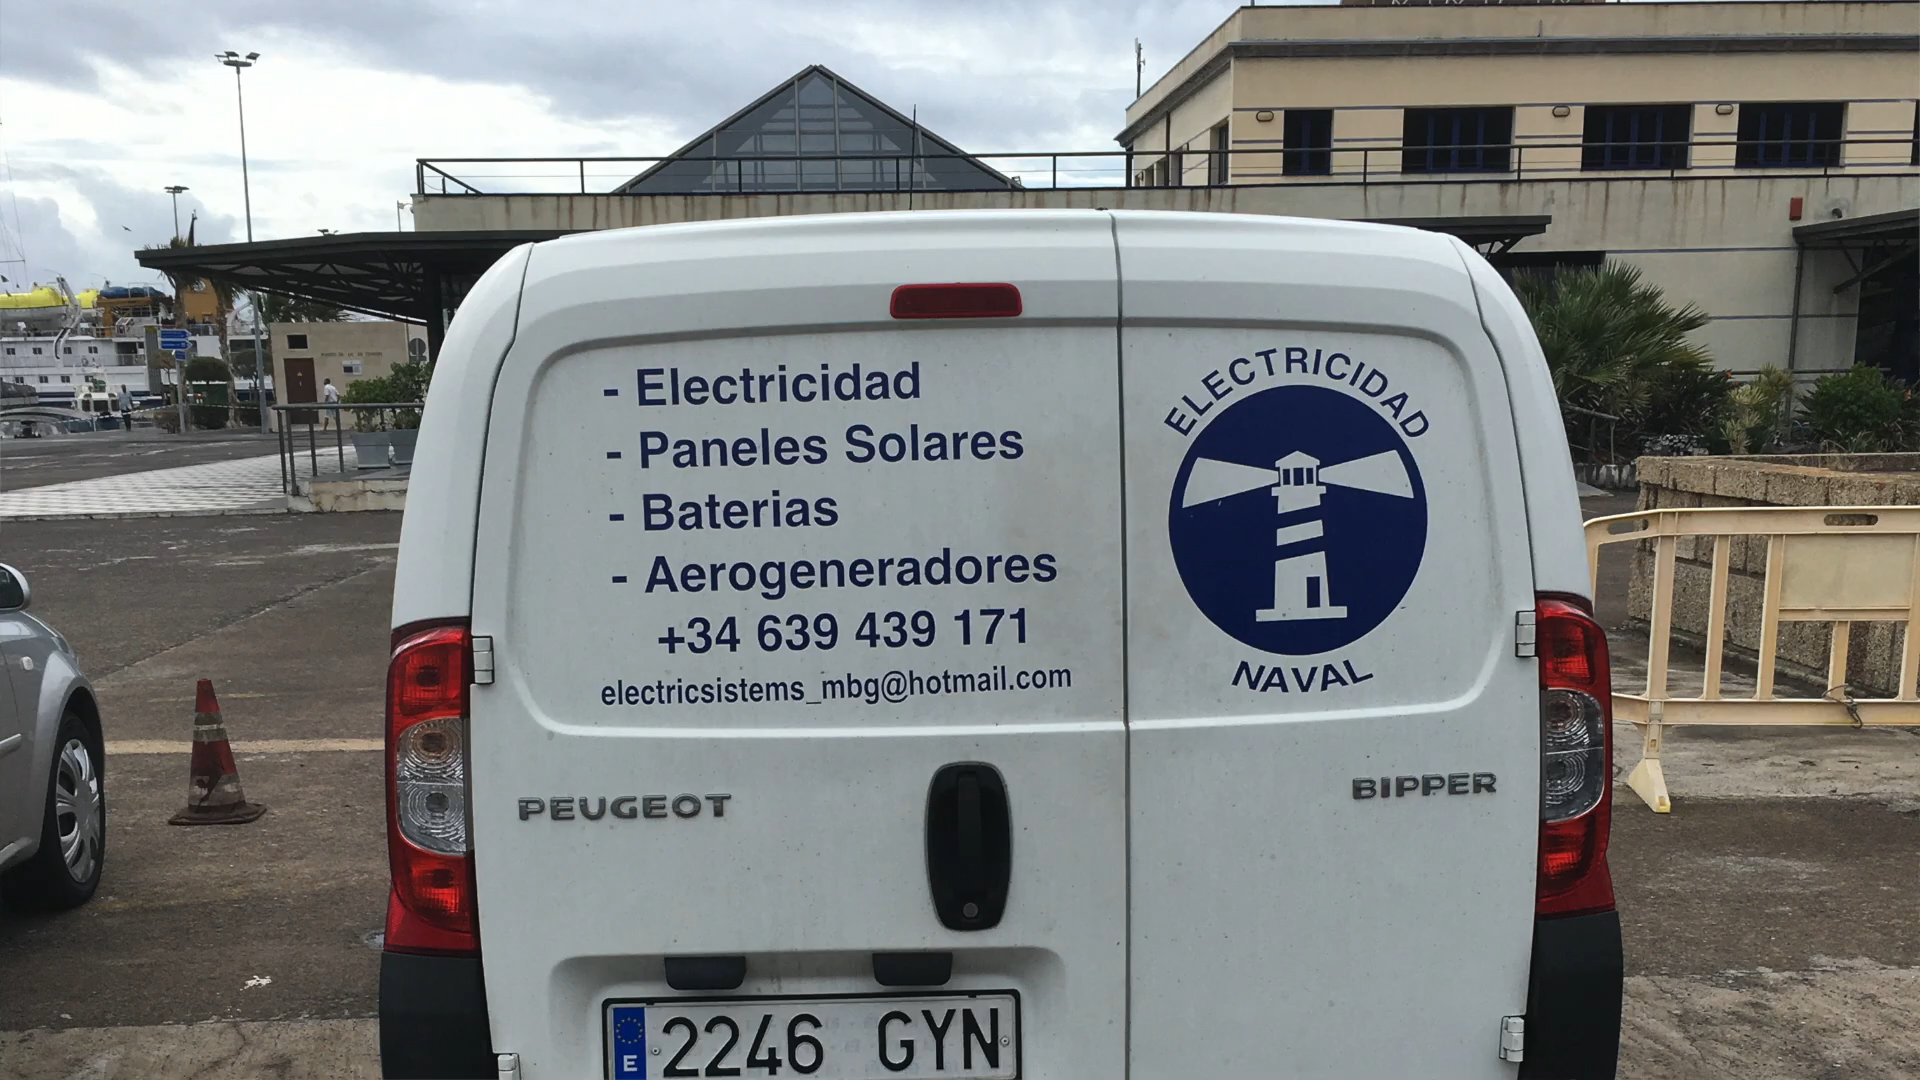 - Electricidad
- Paneles Solares
- Baterias
- Aerogeneradores
+34 639 439 171
electricsistems_mbg@hotmail.com
ELECTRICIDAD
NAVAL
PEUGEOT
BIPPER
E
2246 GYN